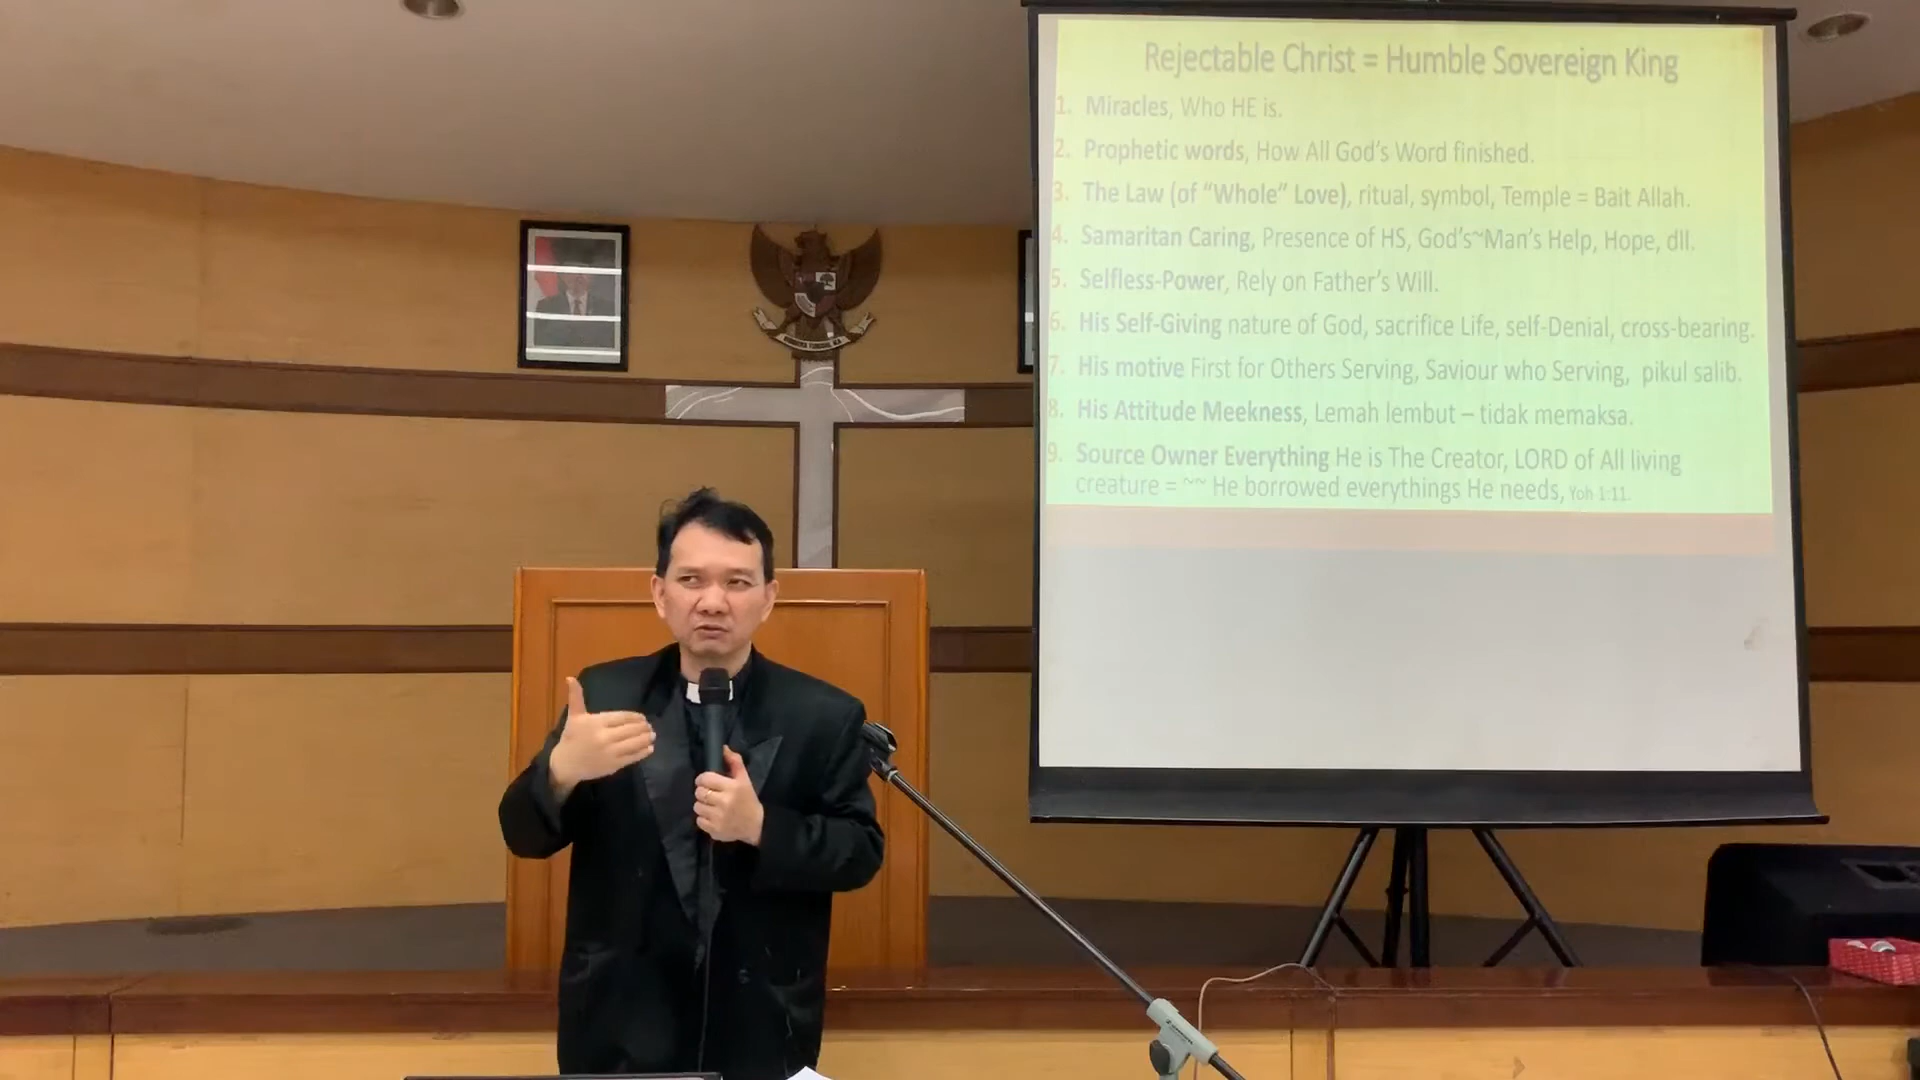 Rejectable Christ = Humble Sovereign King
1. Miracles, Who HE is.
2. Prophetic words, How All God's Word finished.
3. The Law (of "Whole" Love), ritual, symbol, Temple = Bait Allah.
4. Samaritan Caring, Presence of HS, God's~Man's Help, Hope, dll.
5. Selfless-Power, Rely on Father's Will.
6. His Self-Giving nature of God, sacrifice Life, self-Denial, cross-bearing.
7. His motive First for Others Serving, Saviour who Serving, pikul salib.
8. His Attitude Meekness, Lemah lembut – tidak memaksa.
9. Source Owner Everything He is The Creator, LORD of All living
creature = ~~ He borrowed everythings He needs, Yoh 1:11.